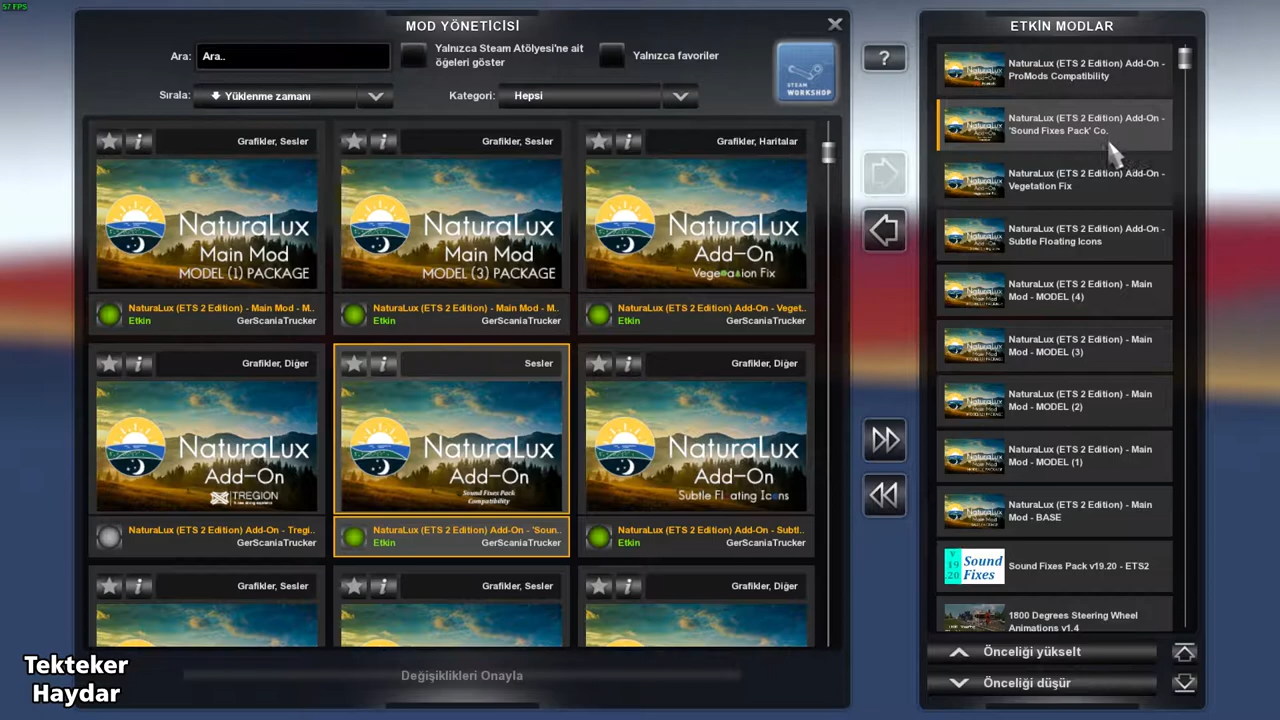 57 FPS
MOD YÖNETİCİSİ
Ara:
Ara..
Yalnızca Steam Atölyesi'ne ait
öğeleri göster
Yalnızca favoriler
STEAM
WORKSHOP
Sırala:
Yüklenme zamanı
Kategori:
Hepsi
Grafikler, Sesler
NaturaLux
Main Mod
MODEL (1) PACKAGE
NaturaLux (ETS 2 Edition) - Main Mod - M..
Etkin
GerScaniaTrucker
Grafikler, Sesler
NaturaLux
Main Mod
MODEL (3) PACKAGE
NaturaLux (ETS 2 Edition) - Main Mod - M..
Etkin
GerScaniaTrucker
Grafikler, Haritalar
NaturaLux
Add-On
Vegetation Fix
NaturaLux (ETS 2 Edition) Add-On - Veget..
Etkin
GerScaniaTrucker
Grafikler, Diğer
NaturaLux
Add-On
TREGION
NaturaLux (ETS 2 Edition) Add-On - Tregi..
GerScaniaTrucker
Sesler
NaturaLux
Add-On
Sound Fixes Pack
Compatibility
NaturaLux (ETS 2 Edition) Add-On - 'Soun..
Etkin
GerScaniaTrucker
Grafikler, Diğer
NaturaLux
Add-On
Subtle Floating Icons
NaturaLux (ETS 2 Edition) Add-On - Subtl..
Etkin
GerScaniaTrucker
Grafikler, Sesler
Grafikler, Sesler
Grafikler, Diğer
Değişiklikleri Onayla
?
ETKİN MODLAR
NaturaLux (ETS 2 Edition) Add-On -
ProMods Compatibility
NaturaLux (ETS 2 Edition) Add-On -
'Sound Fixes Pack' Co.
NaturaLux (ETS 2 Edition) Add-On -
Vegetation Fix
NaturaLux (ETS 2 Edition) Add-On -
Subtle Floating Icons
NaturaLux (ETS 2 Edition) - Main
Mod - MODEL (4)
NaturaLux (ETS 2 Edition) - Main
Mod - MODEL (3)
NaturaLux (ETS 2 Edition) - Main
Mod - MODEL (2)
NaturaLux (ETS 2 Edition) - Main
Mod - MODEL (1)
NaturaLux (ETS 2 Edition) - Main
Mod - BASE
V
19
.20
Sound
Fixes
Sound Fixes Pack v19.20 - ETS2
1800 Degrees Steering Wheel
Animations v1.4
Önceliği yükselt
Önceliği düşür
Tekteker
Haydar